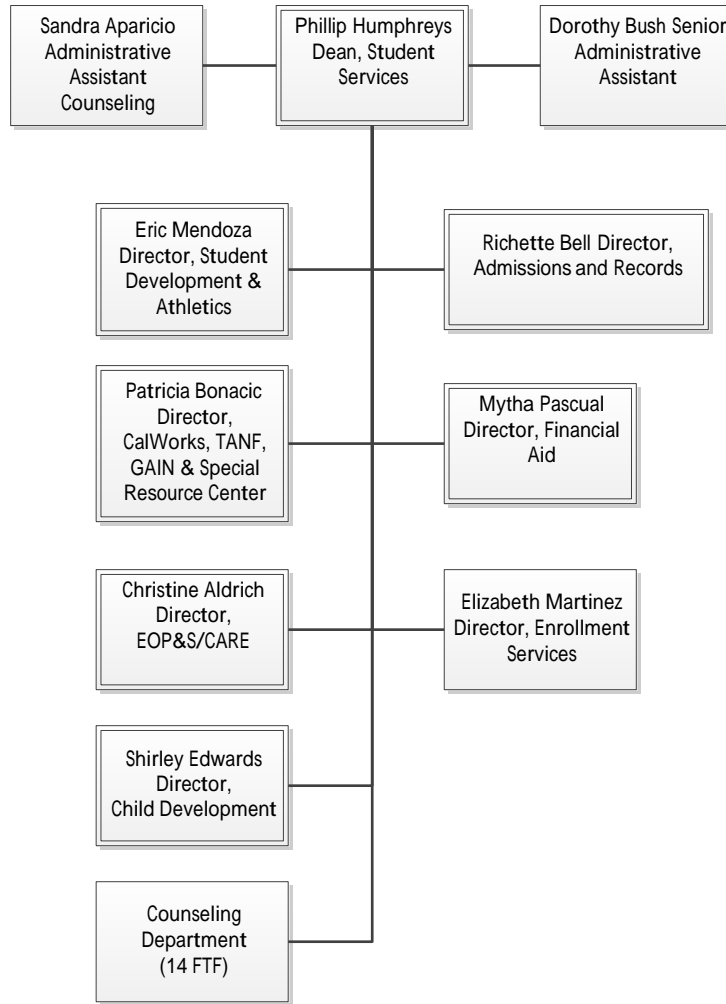 Sandra Aparicio
Administrative
Assistant
Counseling
Phillip Humphreys
Dean, Student
Services
Dorothy Bush Senior
Administrative
Assistant
Eric Mendoza
Director, Student
Development &
Athletics
Richette Bell Director,
Admissions and Records
Patricia Bonacic
Director,
CalWorks, TANF,
GAIN & Special
Resource Center
Mytha Pascual
Director, Financial
Aid
Christine Aldrich
Director,
EOP&S/CARE
Elizabeth Martinez
Director, Enrollment
Services
Shirley Edwards
Director,
Child Development
Counseling
Department
(14 FTF)